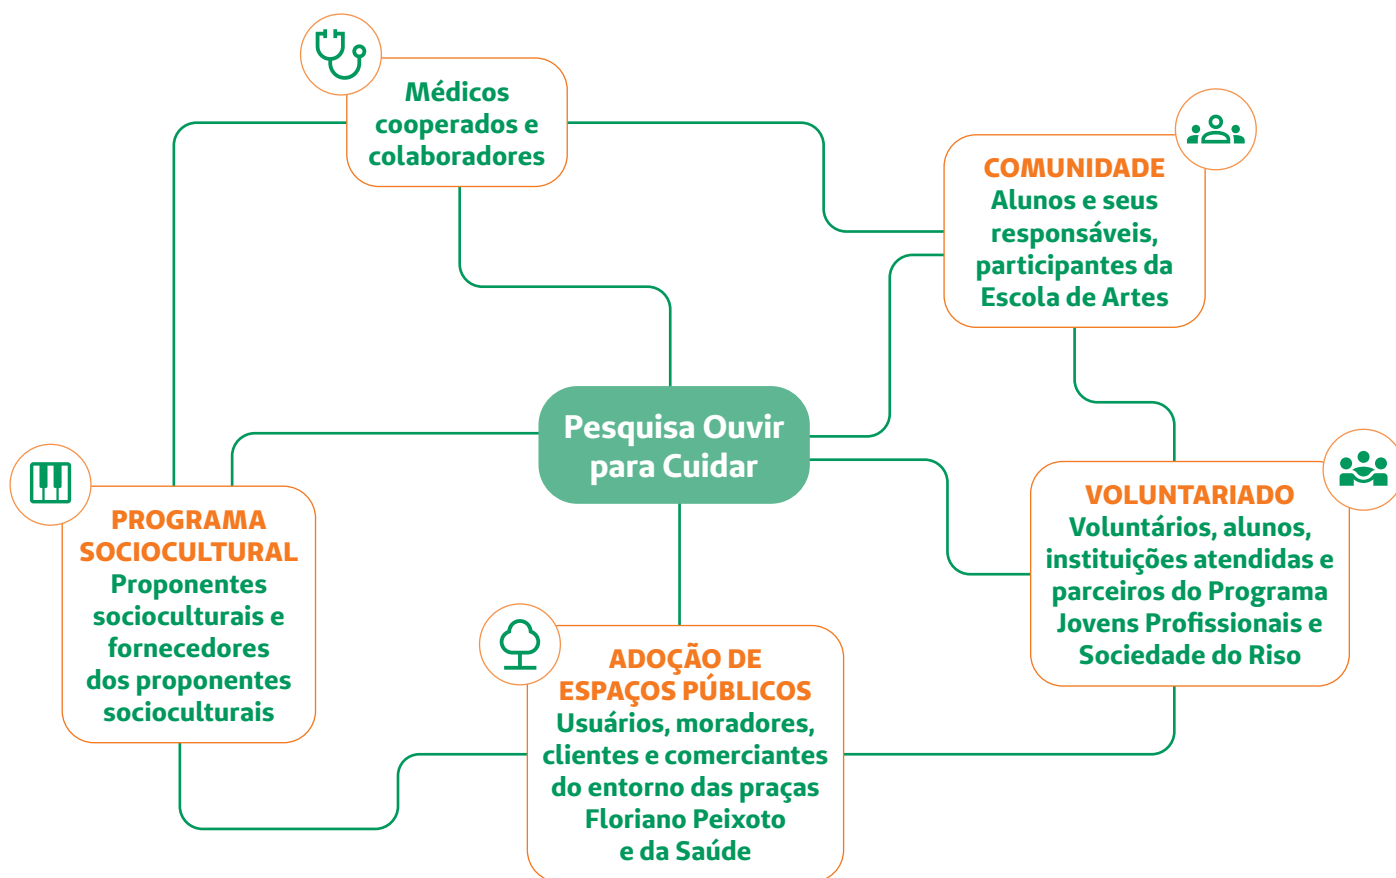 Médicos
cooperados e
colaboradores
COMUNIDADE
Alunos e seus
responsáveis,
participantes da
Escola de Artes
Pesquisa Ouvir
para Cuidar
PROGRAMA
SOCIOCULTURAL
Proponentes
socioculturais e
fornecedores
dos proponentes
socioculturais
VOLUNTARIADO
Voluntários, alunos,
instituições atendidas e
parceiros do Programa
Jovens Profissionais e
Sociedade do Riso
ADOÇÃO DE
ESPAÇOS PÚBLICOS
Usuários, moradores,
clientes e comerciantes
do entorno das praças
Floriano Peixoto
e da Saúde